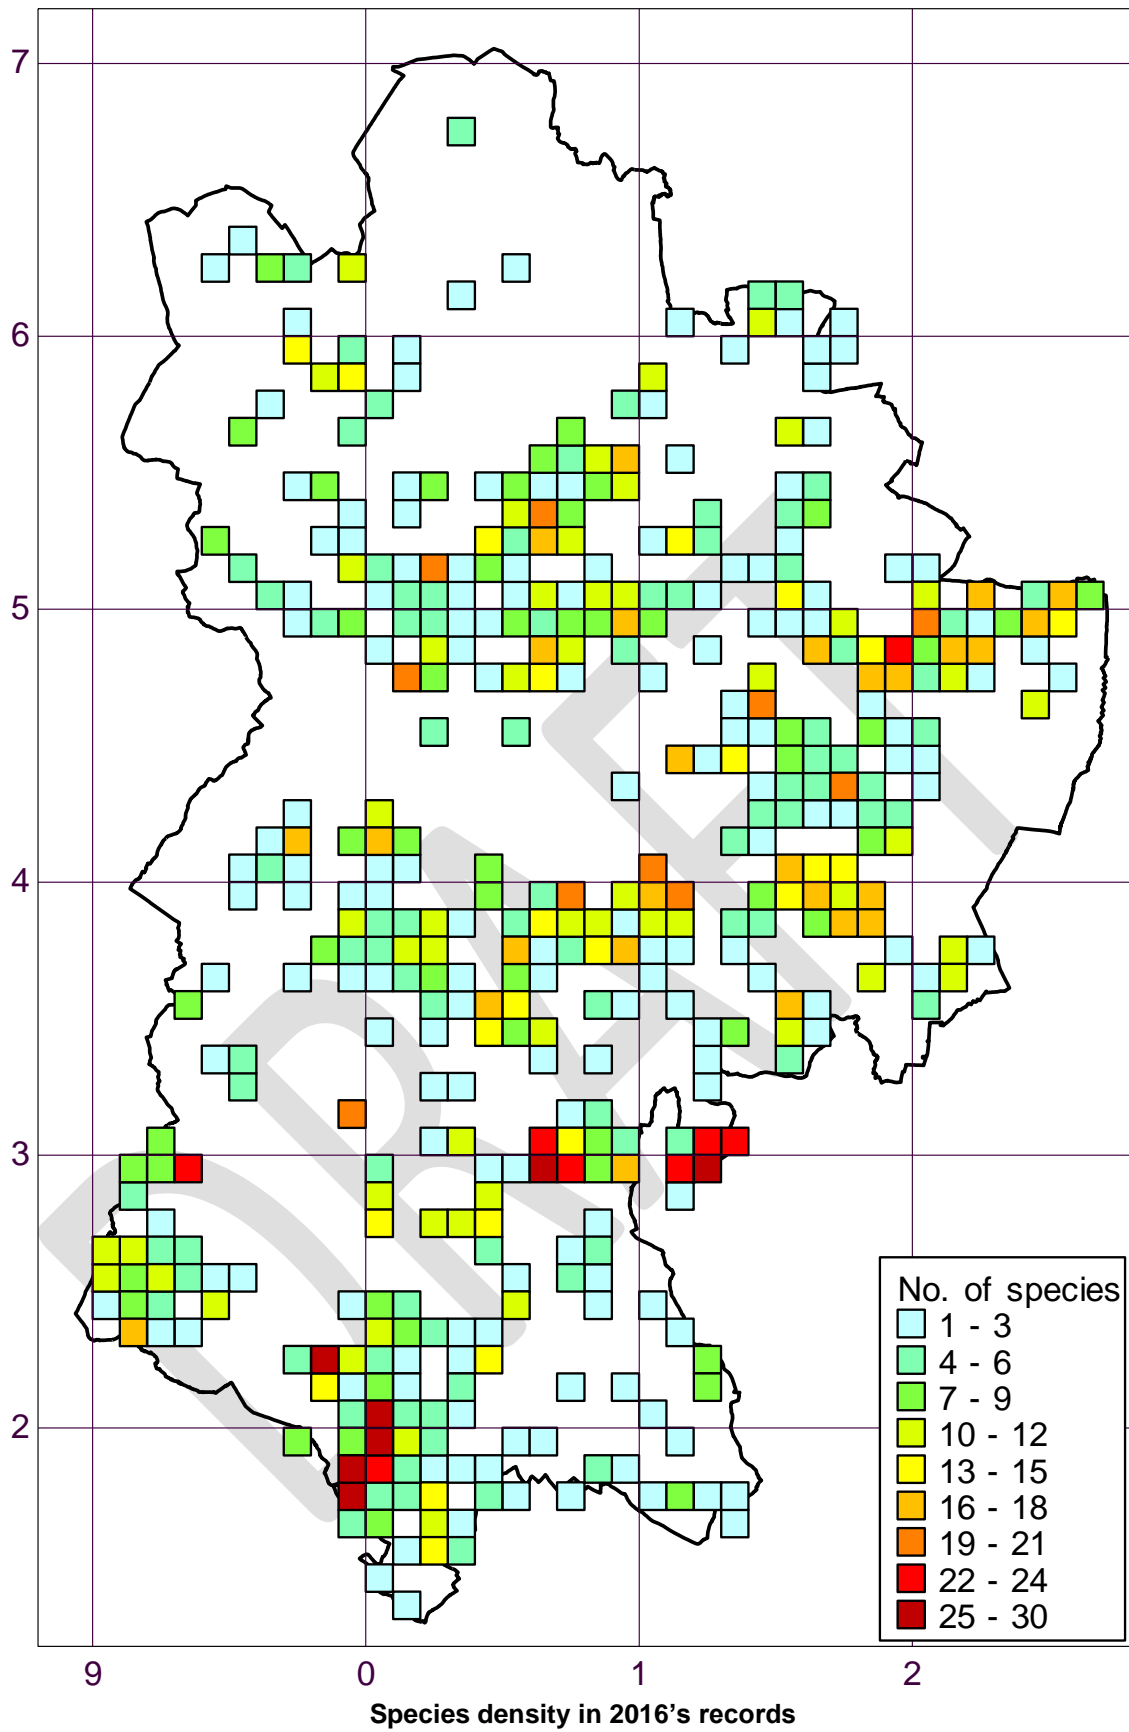 7
6
5
4
3
2
DRAFT
No. of species
1 - 3
4 - 6
7 - 9
10 - 12
13 - 15
16 - 18
19 - 21
22 - 24
25 - 30
9 0 1 2
Species density in 2016's records